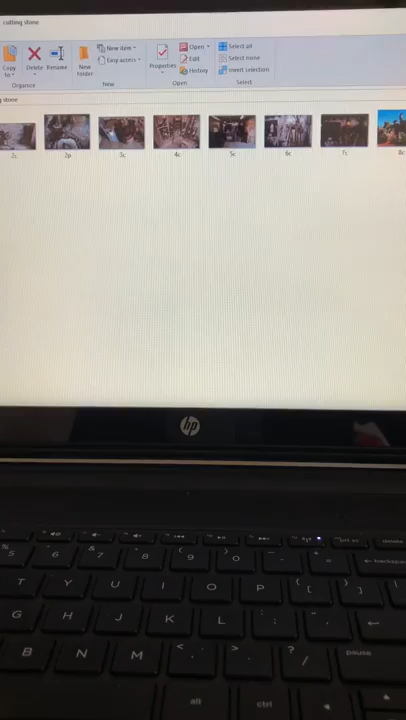 cutting stone
New item
Open
Select all
Easy access
Edit
Select none
Copy to
Delete
Rename
New folder
Properties
History
Invert selection
Organize
New
Open
Select
g stone
2c
2p
3c
4c
5c
6c
8c
hp
% 5
^ 6
& 7
* 8
( 9
) 0
_ -
+ =
T Y U I O P { [ } ]
G H J K L : ; " '
B N M < , > . ? /
pause
alt
ctrl